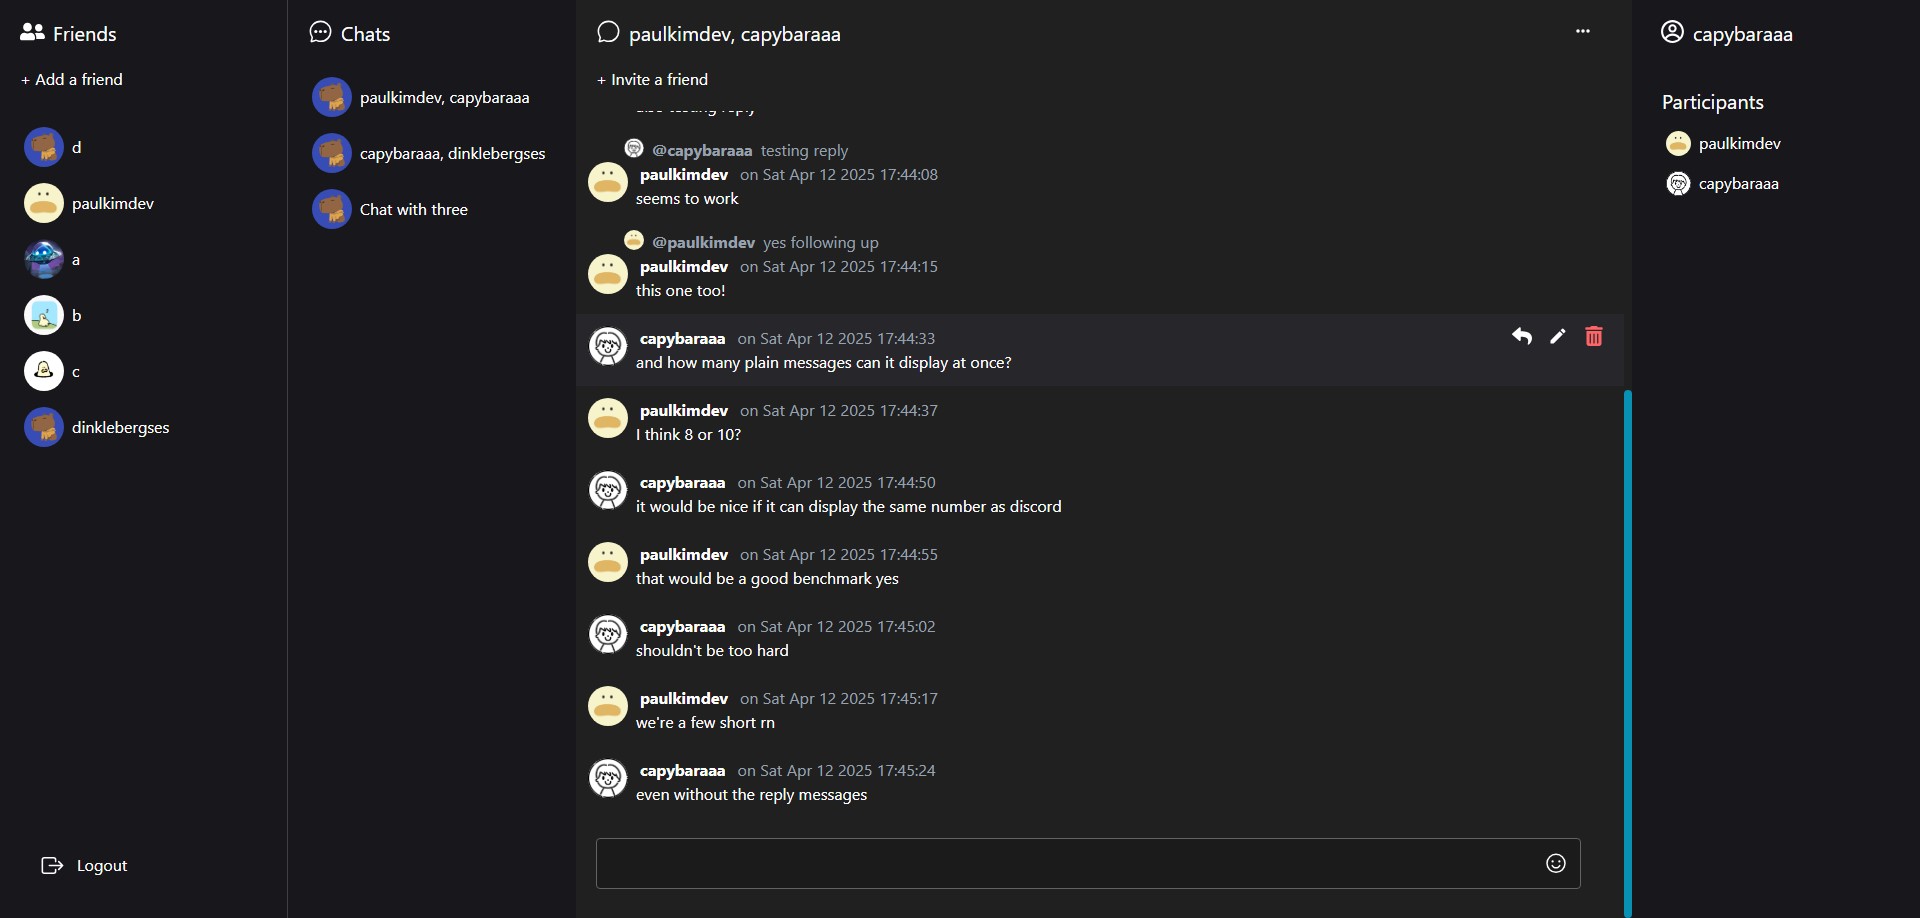 Friends
+ Add a friend
d
paulkimdev
a
b
c
dinklebergses
Logout
Chats
paulkimdev, capybaraaa
capybaraaa, dinklebergses
Chat with three
paulkimdev, capybaraaa
+ Invite a friend
also testing reply
@capybaraaa testing reply
paulkimdev on Sat Apr 12 2025 17:44:08
seems to work
@paulkimdev yes following up
paulkimdev on Sat Apr 12 2025 17:44:15
this one too!
capybaraaa on Sat Apr 12 2025 17:44:33
and how many plain messages can it display at once?
paulkimdev on Sat Apr 12 2025 17:44:37
I think 8 or 10?
capybaraaa on Sat Apr 12 2025 17:44:50
it would be nice if it can display the same number as discord
paulkimdev on Sat Apr 12 2025 17:44:55
that would be a good benchmark yes
capybaraaa on Sat Apr 12 2025 17:45:02
shouldn't be too hard
paulkimdev on Sat Apr 12 2025 17:45:17
we're a few short rn
capybaraaa on Sat Apr 12 2025 17:45:24
even without the reply messages
capybaraaa
Participants
paulkimdev
capybaraaa